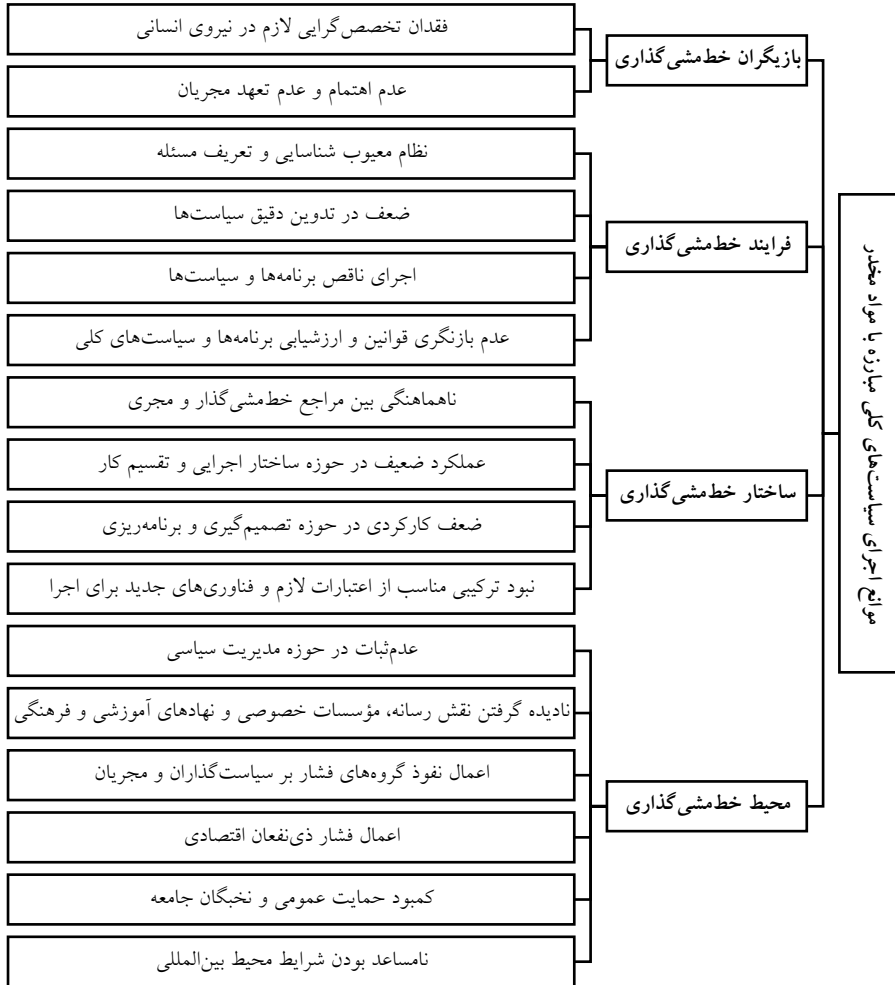 موانع اجرای سیاست‌های کلی مبارزه با مواد مخدر
بازیگران خط‌مشی‌گذاری
فقدان تخصص‌گرایی لازم در نیروی انسانی
عدم اهتمام و عدم تعهد مجریان
فرایند خط‌مشی‌گذاری
نظام معیوب شناسایی و تعریف مسئله
ضعف در تدوین دقیق سیاست‌ها
اجرای ناقص برنامه‌ها و سیاست‌ها
عدم بازنگری قوانین و ارزشیابی برنامه‌ها و سیاست‌های کلی
ساختار خط‌مشی‌گذاری
ناهماهنگی بین مراجع خط‌مشی‌گذار و مجری
عملکرد ضعیف در حوزه ساختار اجرایی و تقسیم کار
ضعف کارکردی در حوزه تصمیم‌گیری و برنامه‌ریزی
نبود ترکیبی مناسب از اعتبارات لازم و فناوری‌های جدید برای اجرا
محیط خط‌مشی‌گذاری
عدم‌ثبات در حوزه مدیریت سیاسی
نادیده گرفتن نقش رسانه، مؤسسات خصوصی و نهادهای آموزشی و فرهنگی
اعمال نفوذ گروه‌های فشار بر سیاست‌گذاران و مجریان
اعمال فشار ذی‌نفعان اقتصادی
کمبود حمایت عمومی و نخبگان جامعه
نامساعد بودن شرایط محیط بین‌المللی